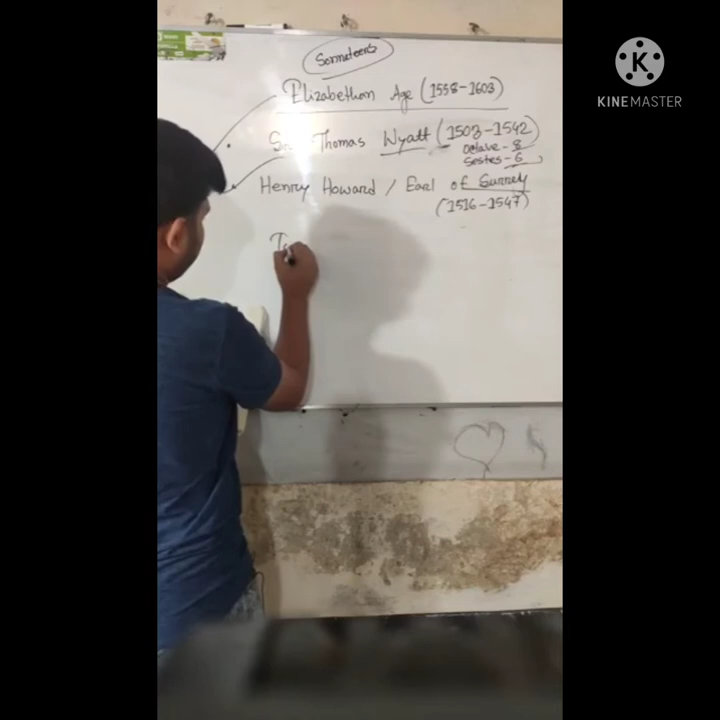 Sonneteers
Elizabethan Age (1558-1603)
Thomas Wyatt (1503-1542)
Octave - 8
Sestes - 6
Henry Howard / Earl of Surrey
(1516-1547)
K
KINEMASTER